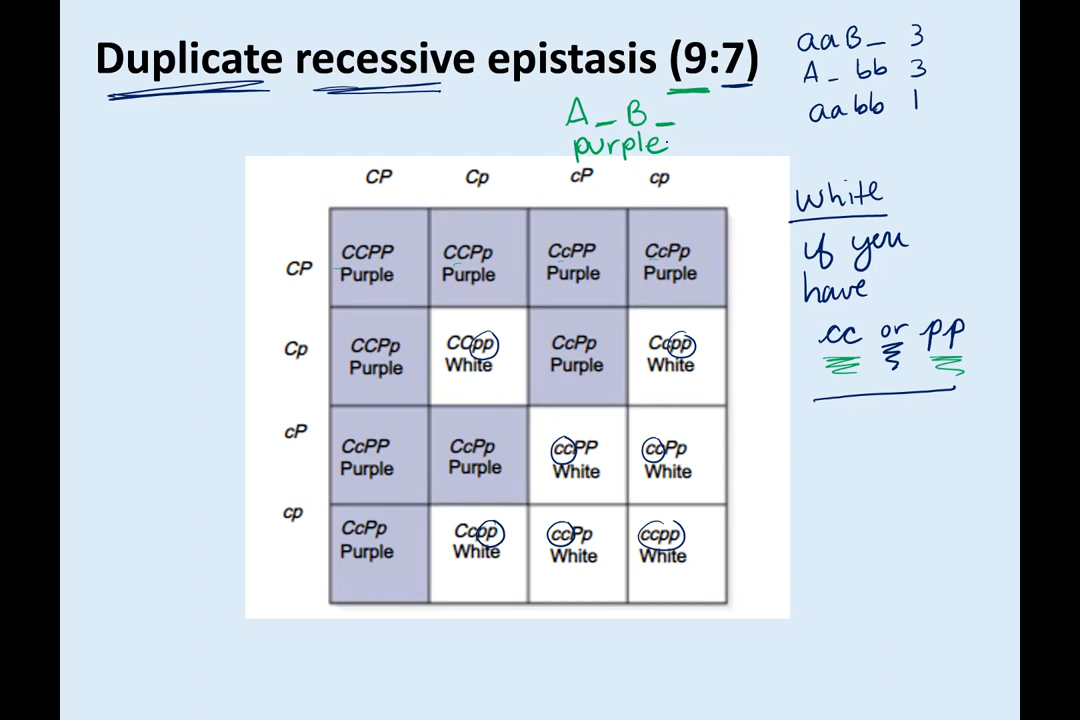 Duplicate recessive epistasis (9:7)
aaB_ 3
A_ bb 3
aabb 1
A_B_
purple
CP Cp cP cp
CP
CCPP CCPp CcPP CcPp
Purple Purple Purple Purple
Cp
CCPp CCpp CcPp Ccpp
Purple White Purple White
cP
CcPP CcPp ccPP ccPp
Purple Purple White White
cp
CcPp Ccpp ccPp ccpp
Purple White White White
White
if you
have
cc or pp